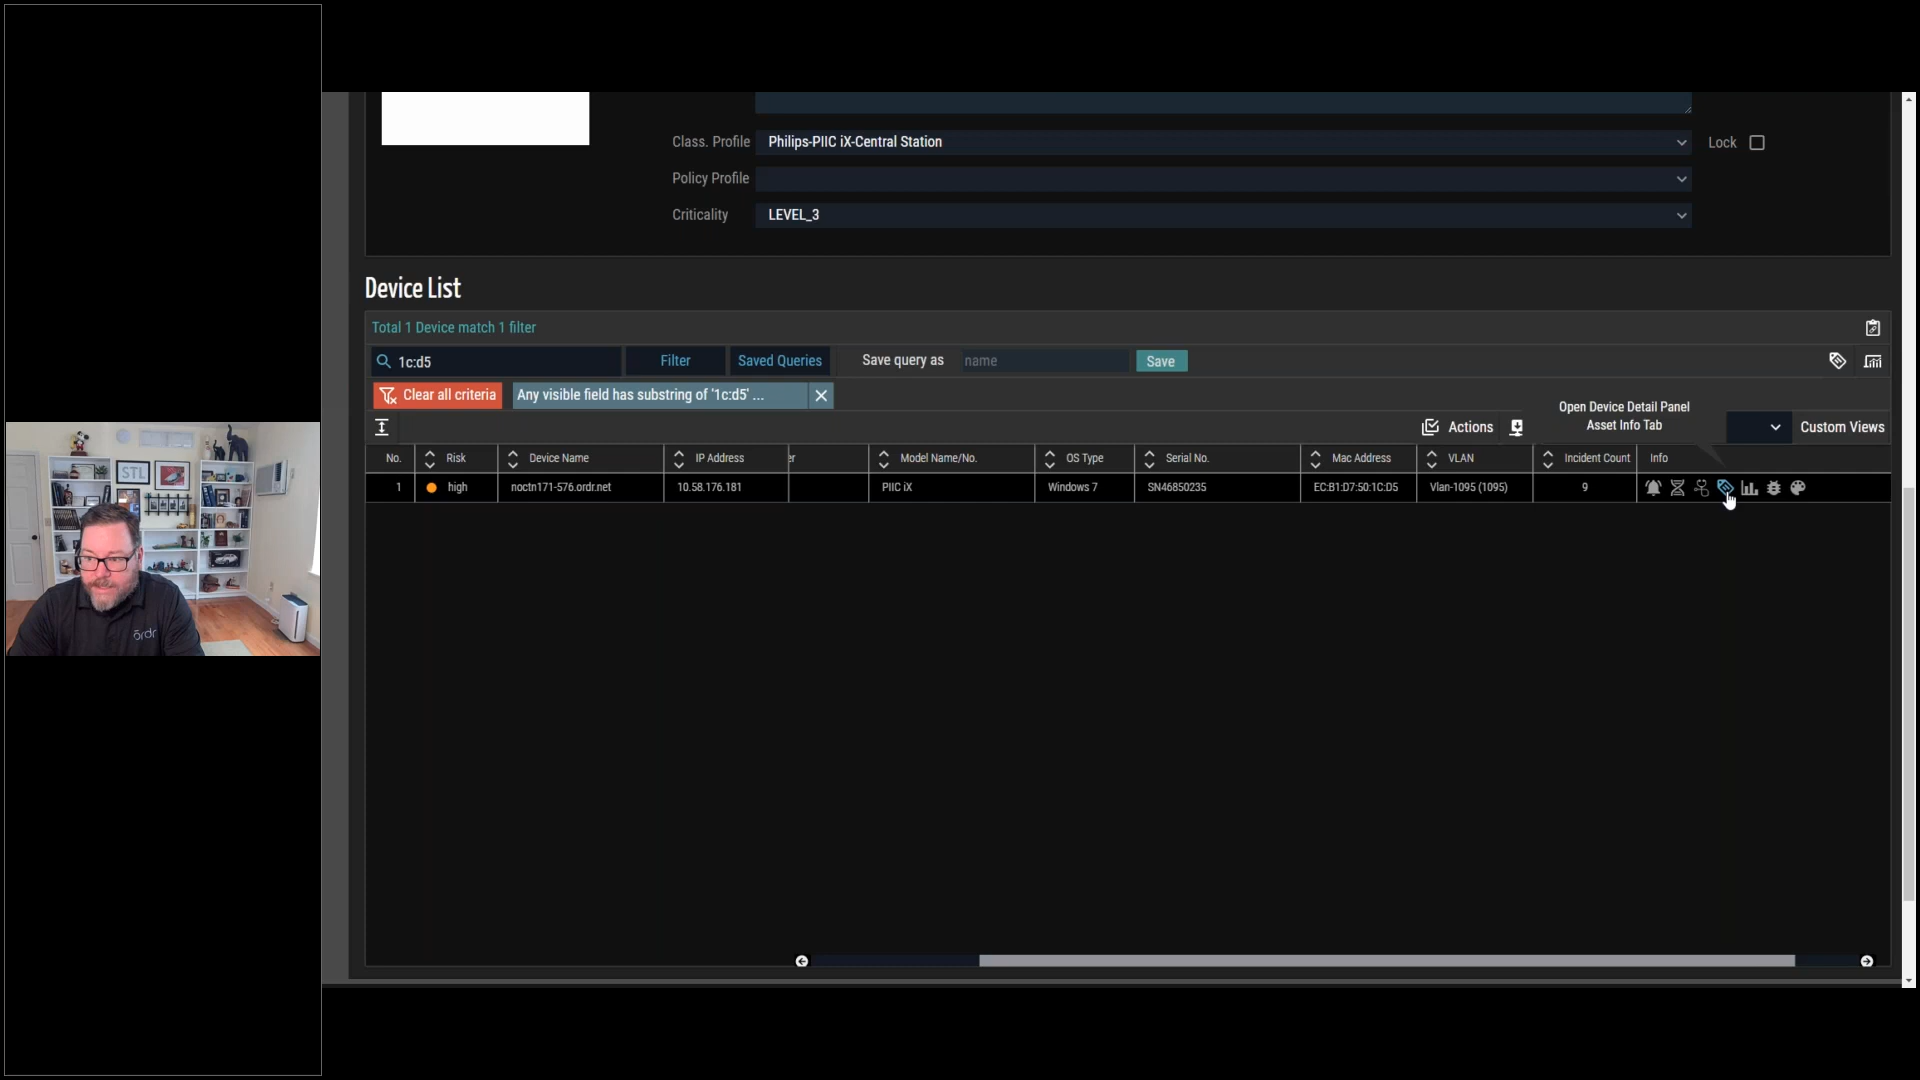 Class. Profile Philips-PIIC iX-Central Station Lock
Policy Profile
Criticality LEVEL_3
Device List
Total 1 Device match 1 filter
1c:d5 Filter Saved Queries Save query as name Save
Clear all criteria Any visible field has substring of '1c:d5' ...
Open Device Detail Panel
Asset Info Tab
Actions Custom Views
No. Risk Device Name IP Address er Model Name/No. OS Type Serial No. Mac Address VLAN Incident Count Info
1 high noctn171-576.ordr.net 10.58.176.181 PIIC iX Windows 7 SN46850235 EC:B1:D7:50:1C:D5 Vlan-1095 (1095) 9
STL
ordr